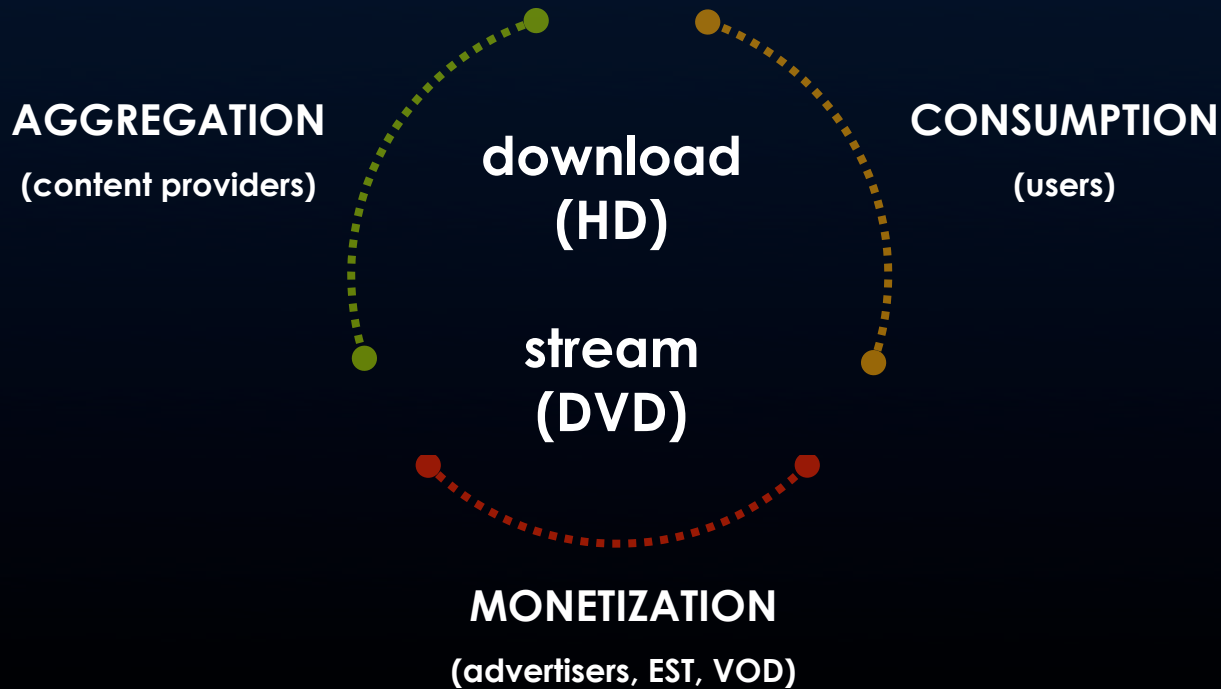 AGGREGATION
(content providers)
download
(HD)
stream
(DVD)
CONSUMPTION
(users)
MONETIZATION
(advertisers, EST, VOD)